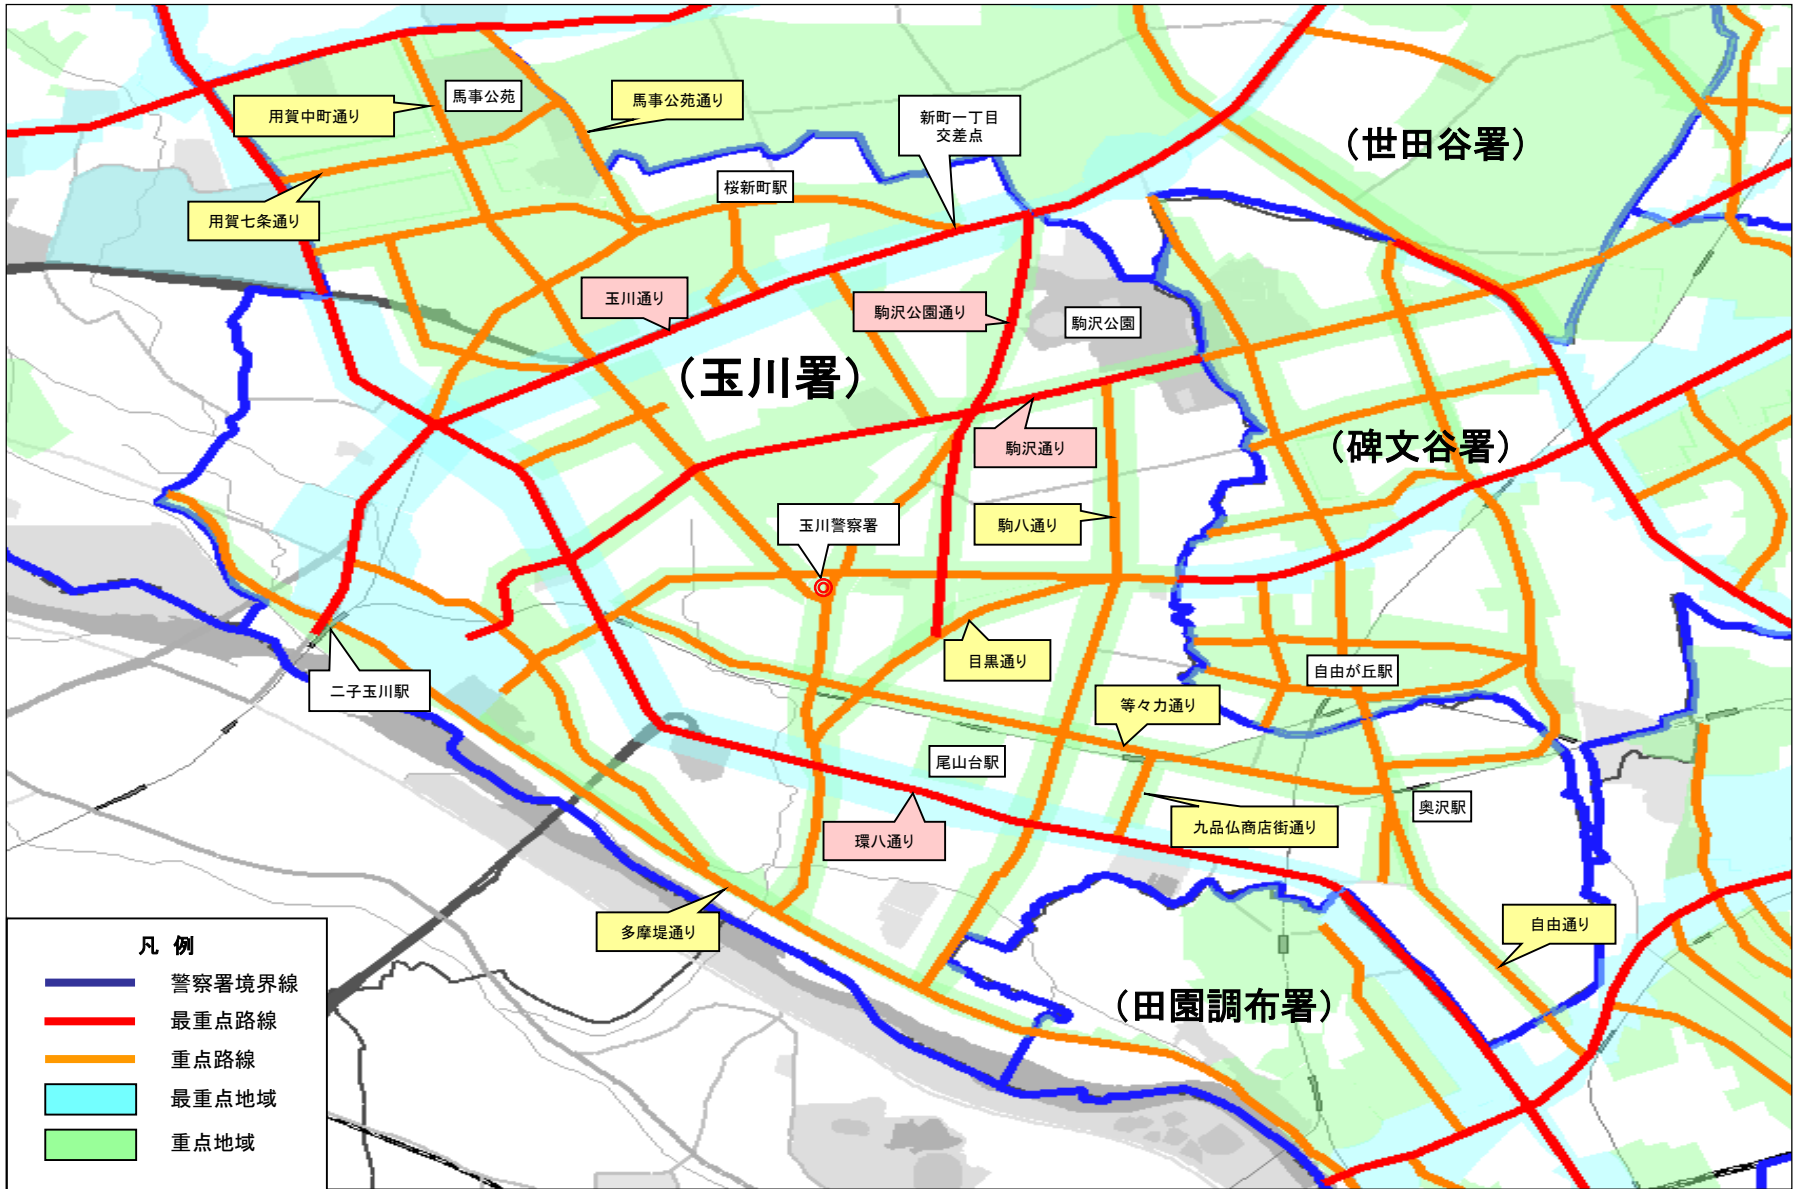 馬事公苑
馬事公苑通り
用賀中町通り
新町一丁目
交差点
（世田谷署）
桜新町駅
用賀七条通り
玉川通り
駒沢公園通り
駒沢公園
（玉川署）
駒沢通り
（碑文谷署）
玉川警察署
駒八通り
目黒通り
自由が丘駅
二子玉川駅
等々力通り
尾山台駅
奥沢駅
九品仏商店街通り
環八通り
多摩堤通り
自由通り
（田園調布署）
凡 例
警察署境界線
最重点路線
重点路線
最重点地域
重点地域